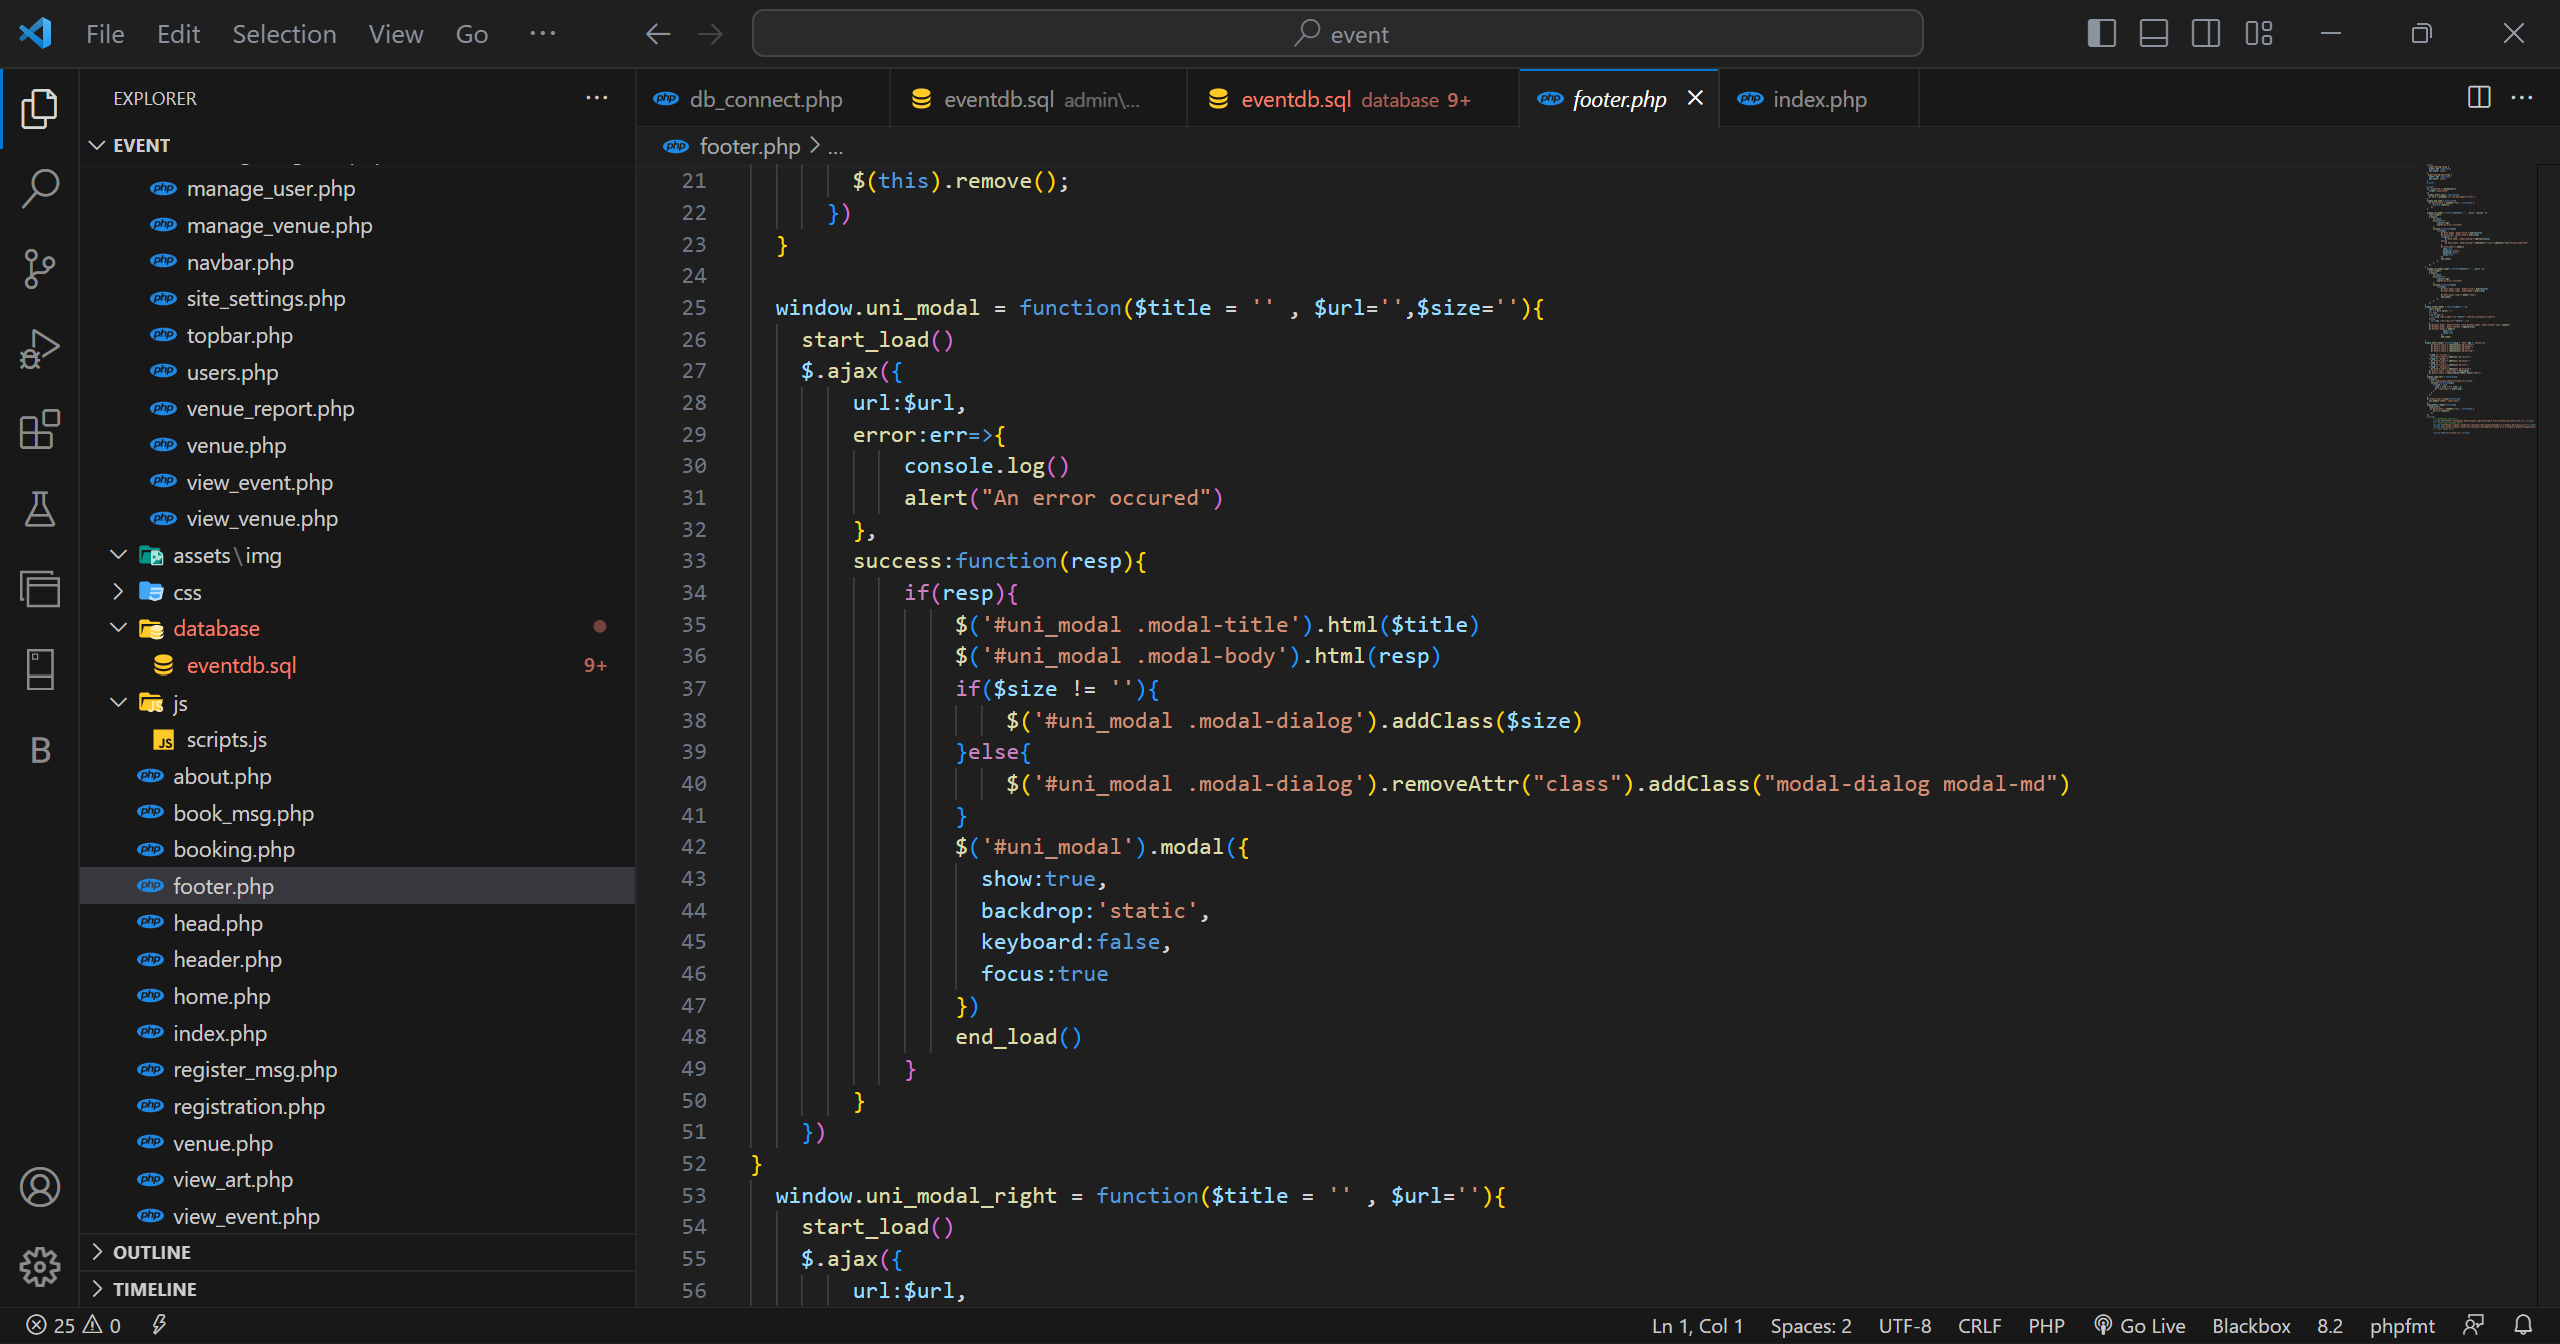 File Edit Selection View Go ··· event
EXPLORER ···
EVENT
manage_user.php
manage_venue.php
navbar.php
site_settings.php
topbar.php
users.php
venue_report.php
venue.php
view_event.php
view_venue.php
assets\img
css
database
eventdb.sql 9+
js
JS scripts.js
about.php
book_msg.php
booking.php
footer.php
head.php
header.php
home.php
index.php
register_msg.php
registration.php
venue.php
view_art.php
view_event.php
OUTLINE
TIMELINE
B
db_connect.php eventdb.sql admin\... eventdb.sql database 9+ footer.php index.php
footer.php > ...
21 $(this).remove();
22 })
23 }
24
25 window.uni_modal = function($title = '' , $url='',$size=''){
26 start_load()
27 $.ajax({
28 url:$url,
29 error:err=>{
30 console.log()
31 alert("An error occured")
32 },
33 success:function(resp){
34 if(resp){
35 $('#uni_modal .modal-title').html($title)
36 $('#uni_modal .modal-body').html(resp)
37 if($size != ''){
38 $('#uni_modal .modal-dialog').addClass($size)
39 }else{
40 $('#uni_modal .modal-dialog').removeAttr("class").addClass("modal-dialog modal-md")
41 }
42 $('#uni_modal').modal({
43 show:true,
44 backdrop:'static',
45 keyboard:false,
46 focus:true
47 })
48 end_load()
49 }
50 }
51 })
52 }
53 window.uni_modal_right = function($title = '' , $url=''){
54 start_load()
55 $.ajax({
56 url:$url,
25 0 Ln 1, Col 1 Spaces: 2 UTF-8 CRLF PHP Go Live Blackbox 8.2 phpfmt